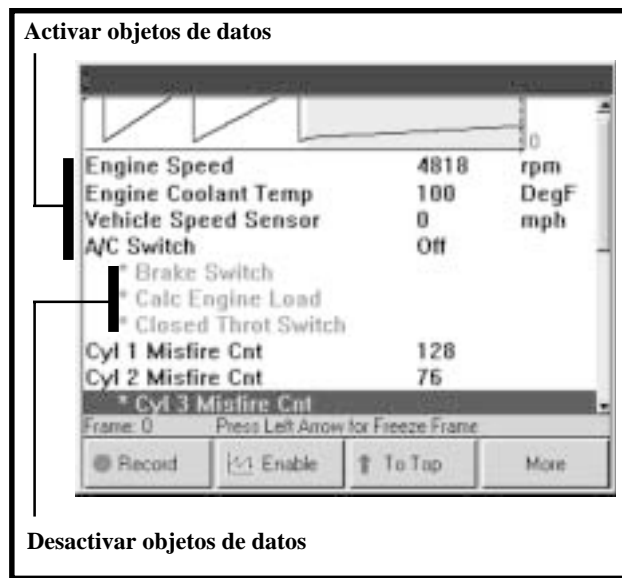 Activar objetos de datos
0
Engine Speed 4818 rpm
Engine Coolant Temp 100 DegF
Vehicle Speed Sensor 0 mph
A/C Switch Off
* Brake Switch
* Calc Engine Load
* Closed Throt Switch
Cyl 1 Misfire Cnt 128
Cyl 2 Misfire Cnt 76
* Cyl 3 Misfire Cnt
Frame: 0 Press Left Arrow for Freeze Frame
Record Enable To Top More
Desactivar objetos de datos